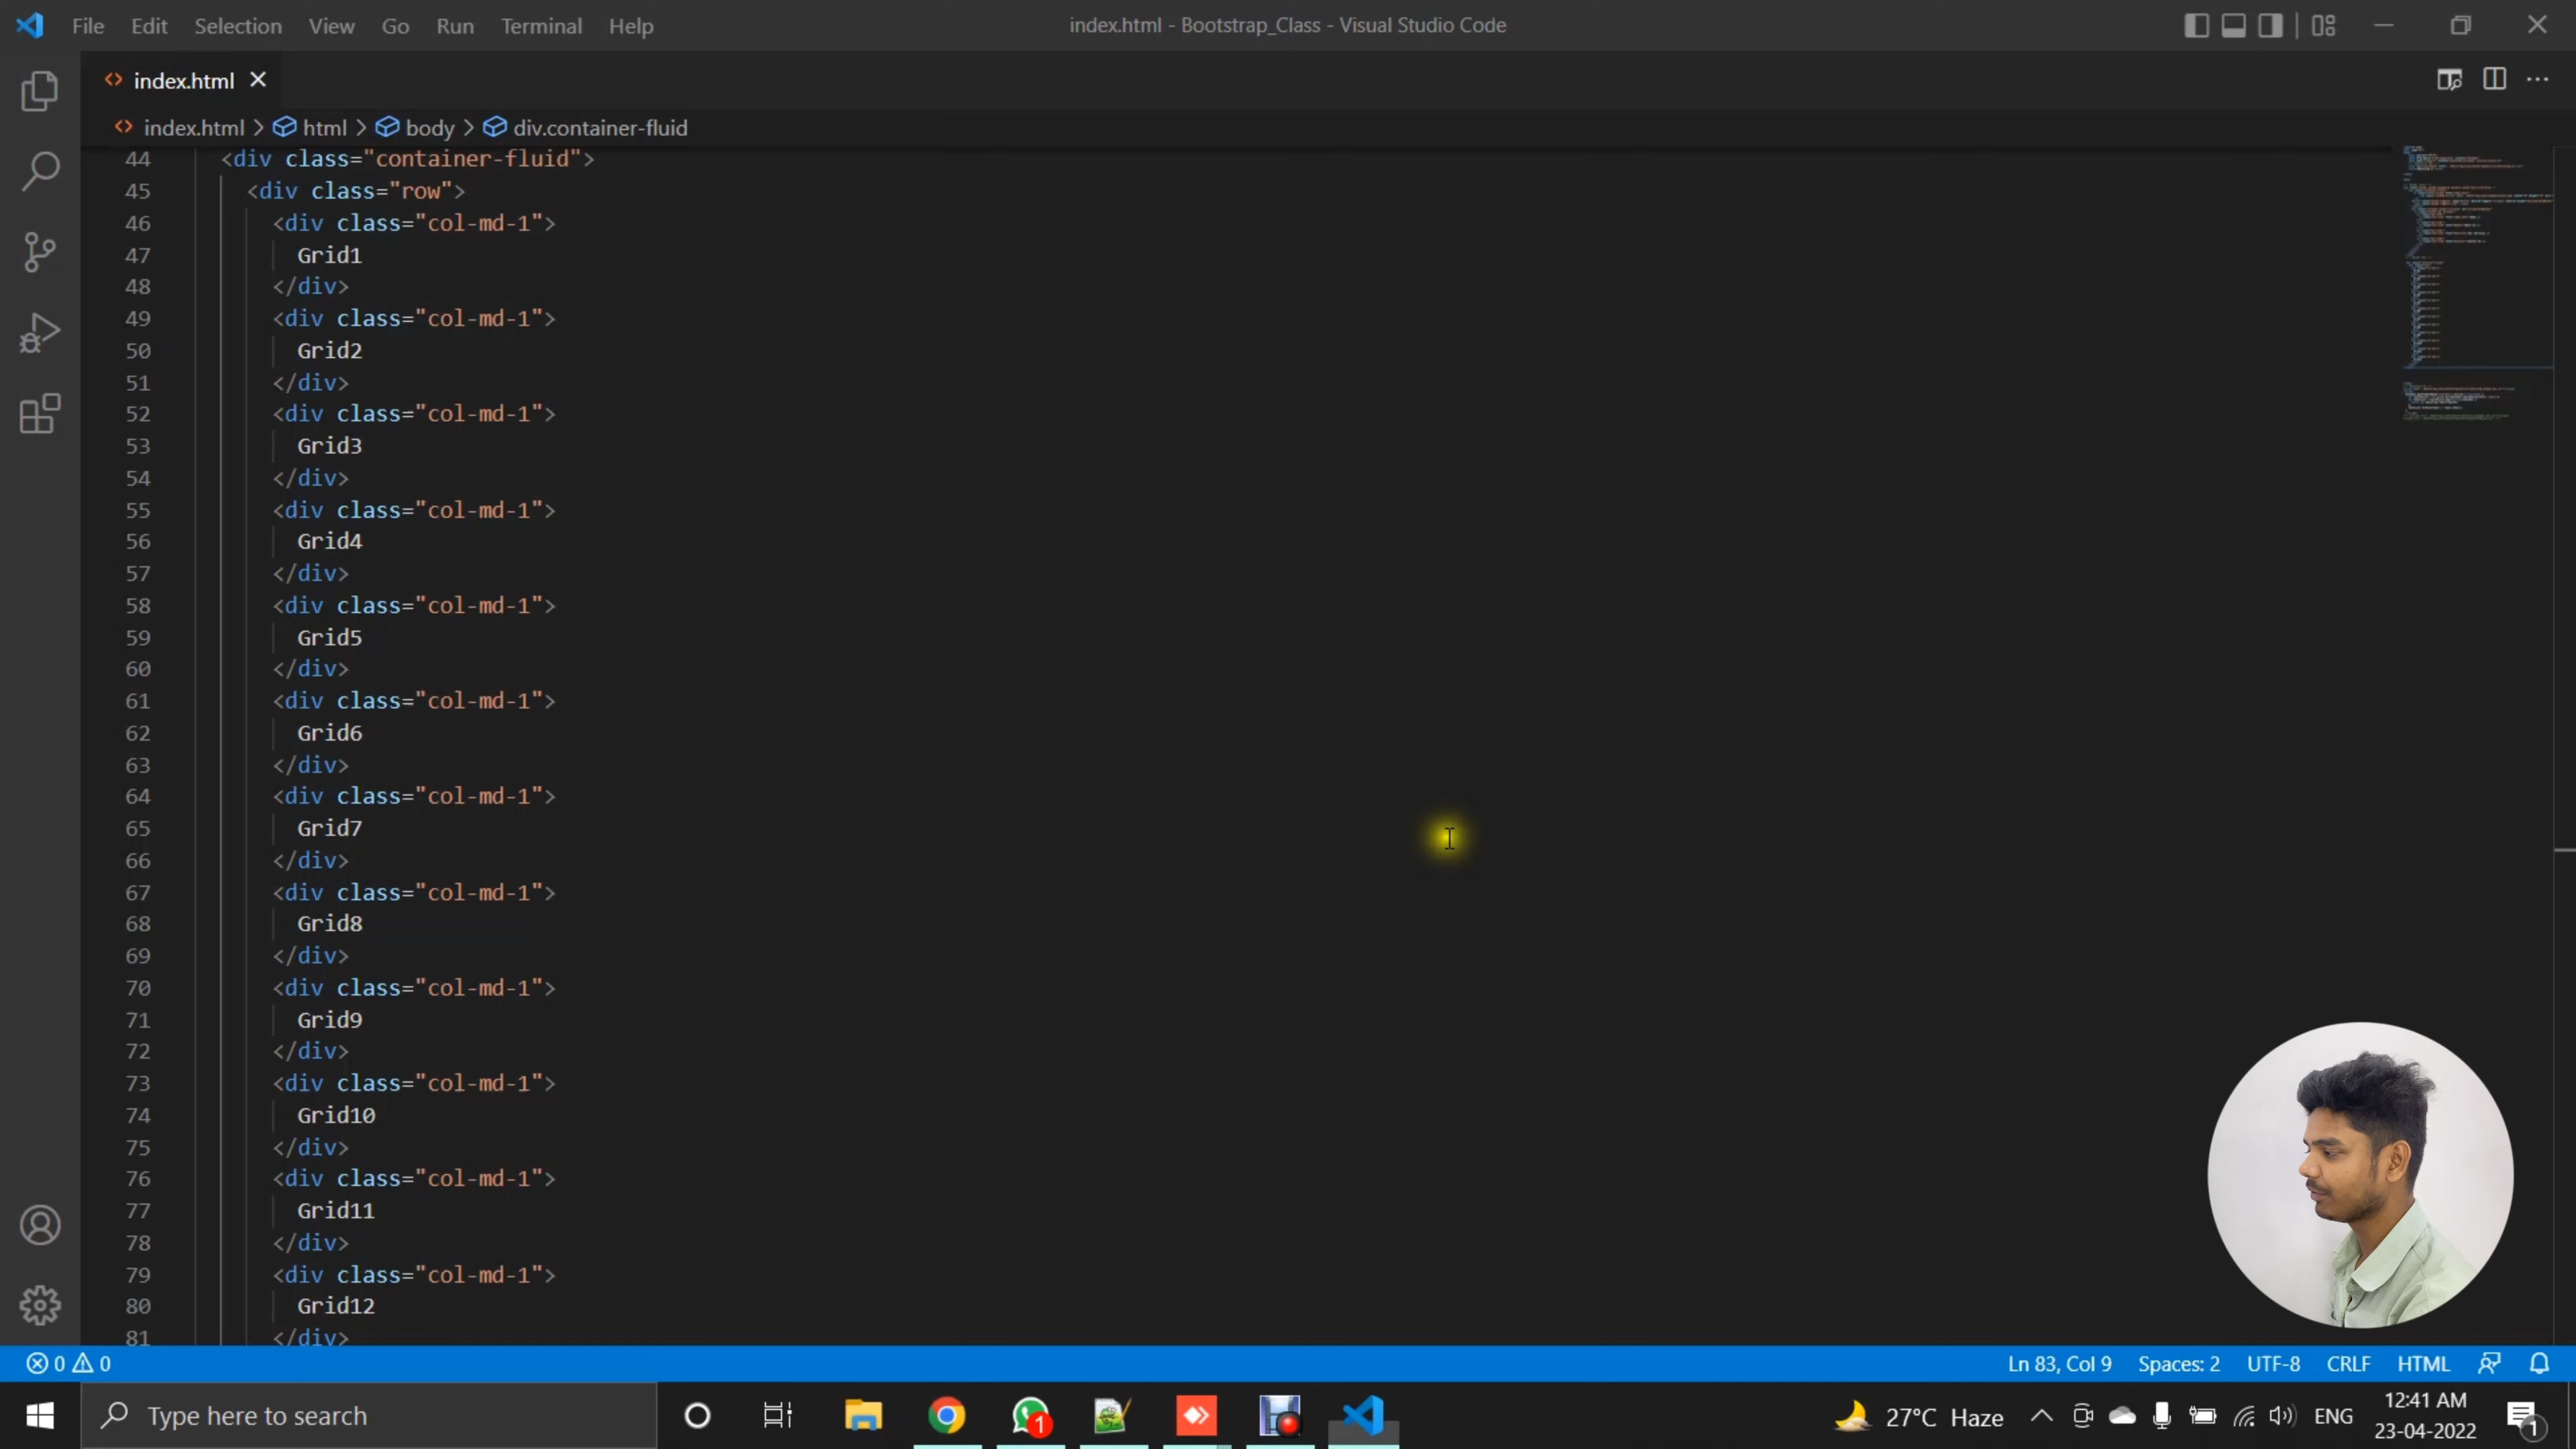 File Edit Selection View Go Run Terminal Help
index.html - Bootstrap_Class - Visual Studio Code
index.html
index.html > html > body > div.container-fluid
44 <div class="container-fluid">
45 <div class="row">
46 <div class="col-md-1">
47 Grid1
48 </div>
49 <div class="col-md-1">
50 Grid2
51 </div>
52 <div class="col-md-1">
53 Grid3
54 </div>
55 <div class="col-md-1">
56 Grid4
57 </div>
58 <div class="col-md-1">
59 Grid5
60 </div>
61 <div class="col-md-1">
62 Grid6
63 </div>
64 <div class="col-md-1">
65 Grid7
66 </div>
67 <div class="col-md-1">
68 Grid8
69 </div>
70 <div class="col-md-1">
71 Grid9
72 </div>
73 <div class="col-md-1">
74 Grid10
75 </div>
76 <div class="col-md-1">
77 Grid11
78 </div>
79 <div class="col-md-1">
80 Grid12
81 </div>
0 0
Ln 83, Col 9 Spaces: 2 UTF-8 CRLF HTML
Type here to search
1
27°C Haze
ENG
12:41 AM
23-04-2022
1